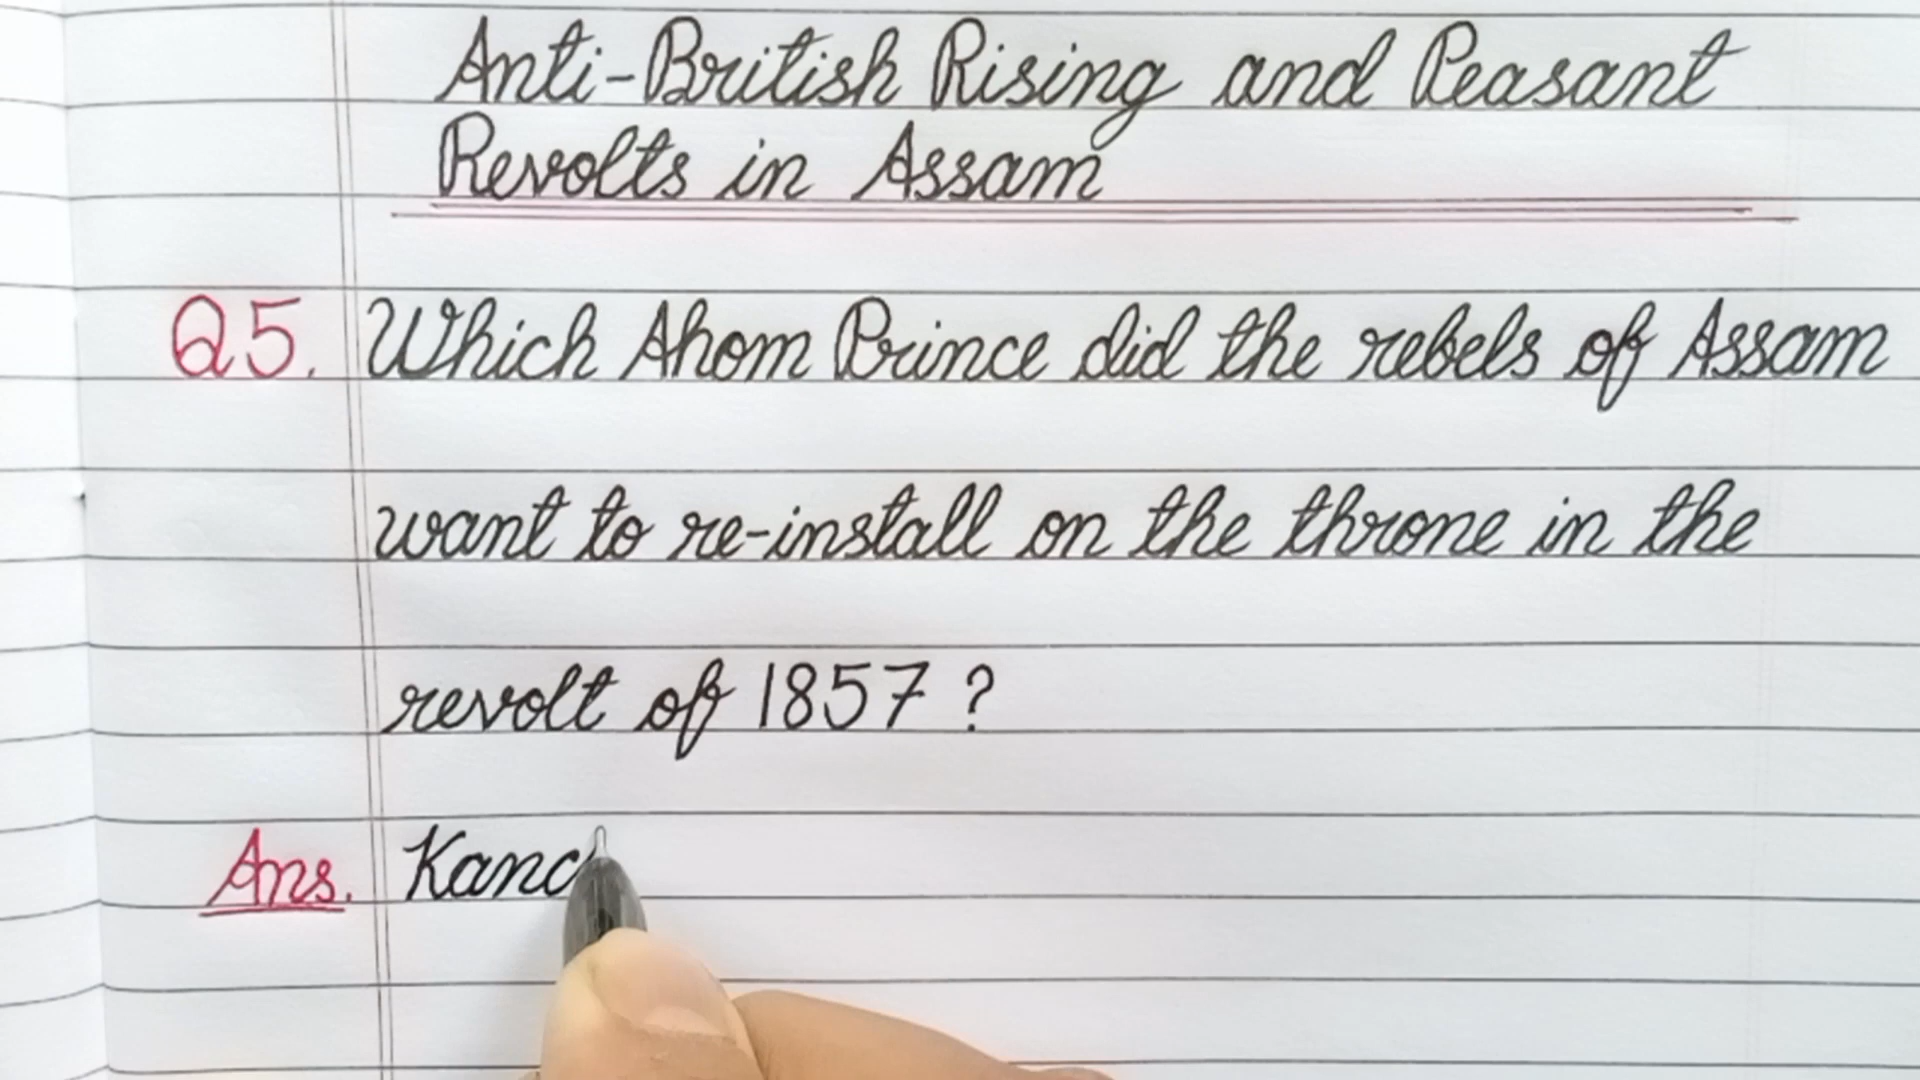 Anti-British Rising and Peasant
Revolts in Assam
Q5. Which Ahom Prince did the rebels of Assam
want to re-install on the throne in the
revolt of 1857?
Ans. Kanc